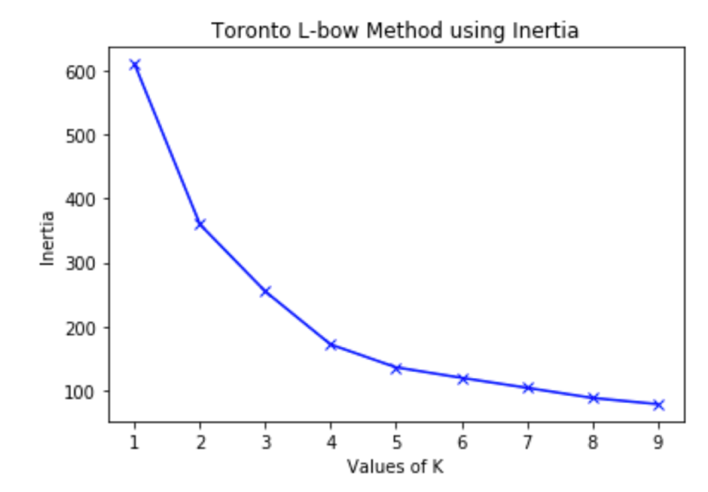 Toronto L-bow Method using Inertia
600
500
400
300
200
100
Inertia
1 2 3 4 5 6 7 8 9
Values of K